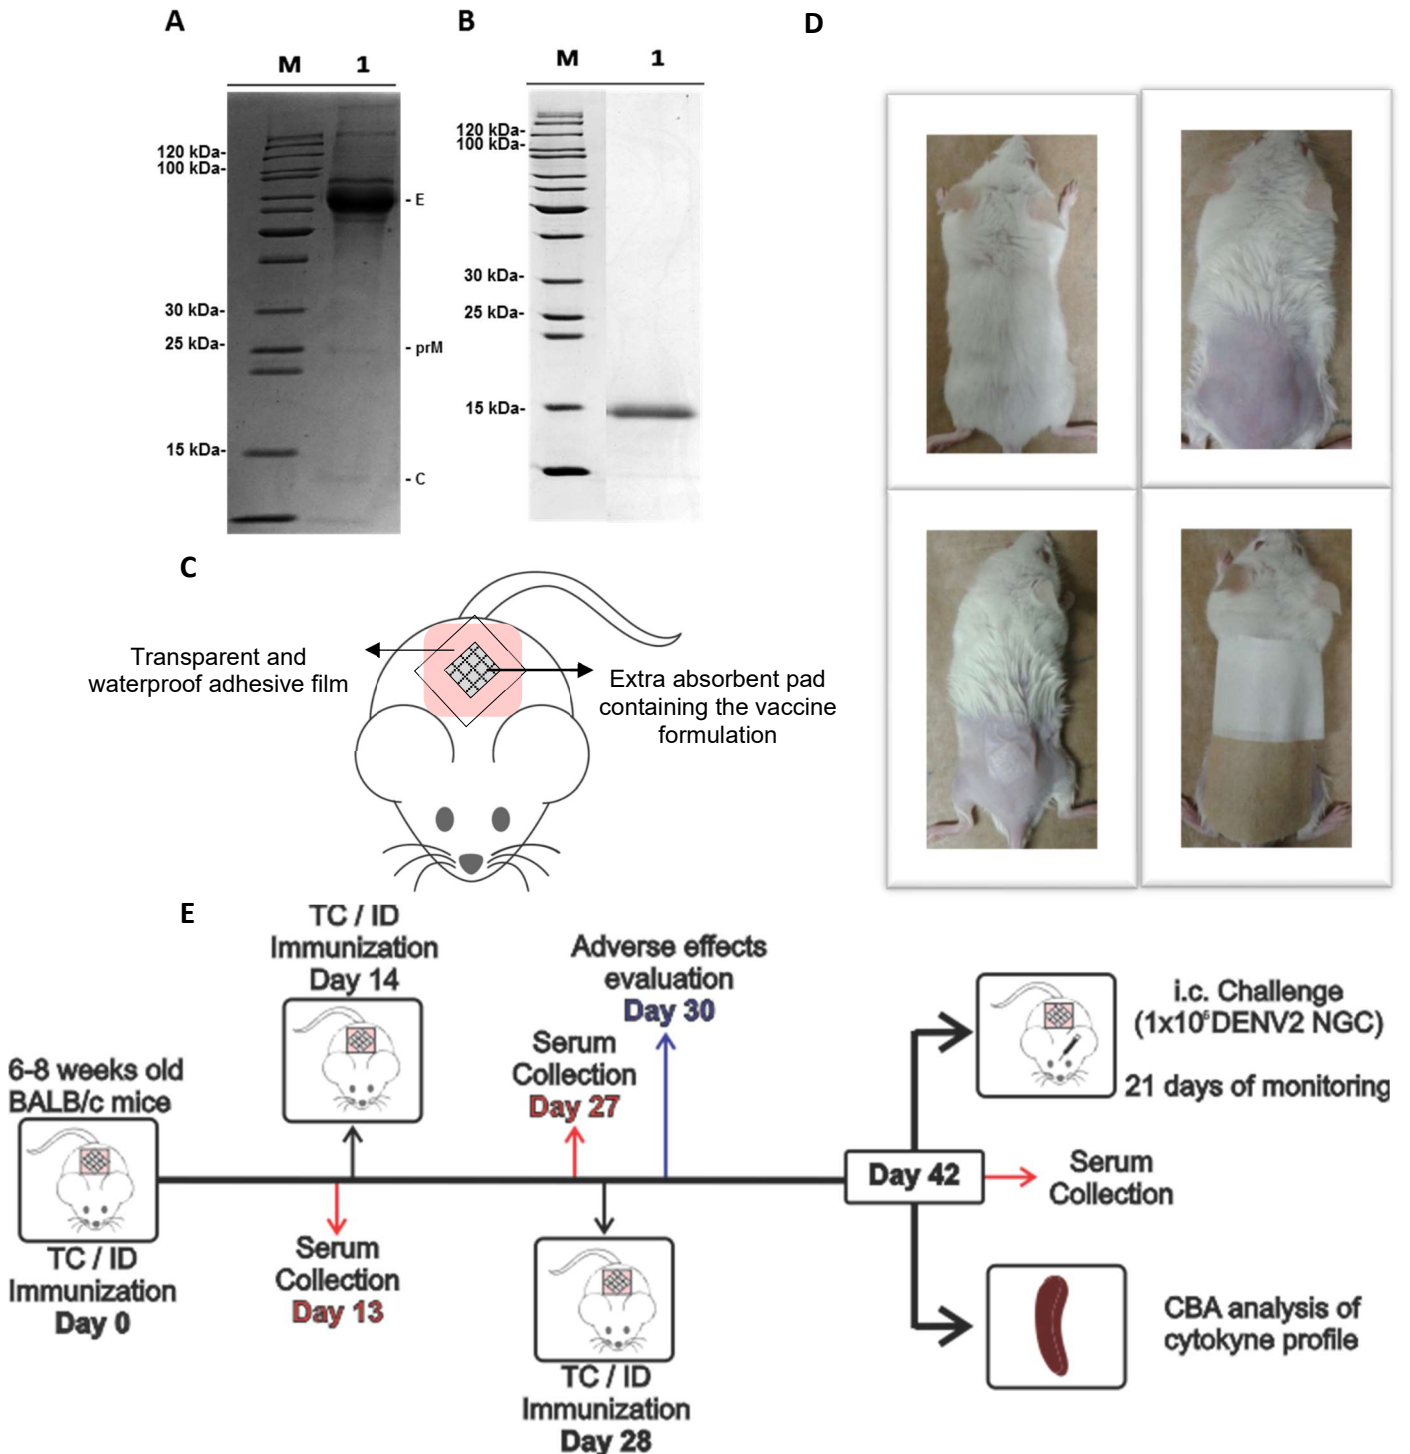 A
M 1
120 kDa-
100 kDa-
- E
30 kDa-
25 kDa-
- prM
15 kDa-
- C
B
M 1
120 kDa-
100 kDa-
30 kDa-
25 kDa-
15 kDa-
D
C
Transparent and
waterproof adhesive film
Extra absorbent pad
containing the vaccine
formulation
E
6-8 weeks old
BALB/c mice
TC / ID
Immunization
Day 0
TC / ID
Immunization
Day 14
Serum
Collection
Day 13
Serum
Collection
Day 27
Adverse effects
evaluation
Day 30
TC / ID
Immunization
Day 28
Day 42
i.c. Challenge
(1x10⁶DENV2 NGC)
21 days of monitoring
Serum
Collection
CBA analysis of
cytokyne profile